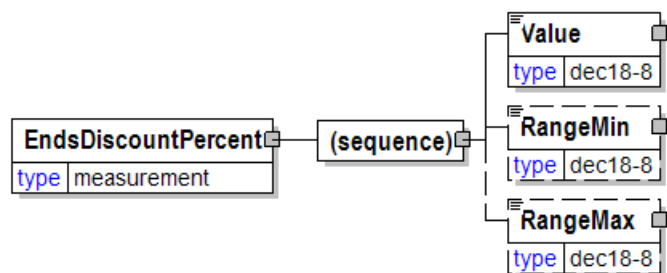 Value
type dec18-8
EndsDiscountPercent
type measurement
(sequence)
RangeMin
type dec18-8
RangeMax
type dec18-8